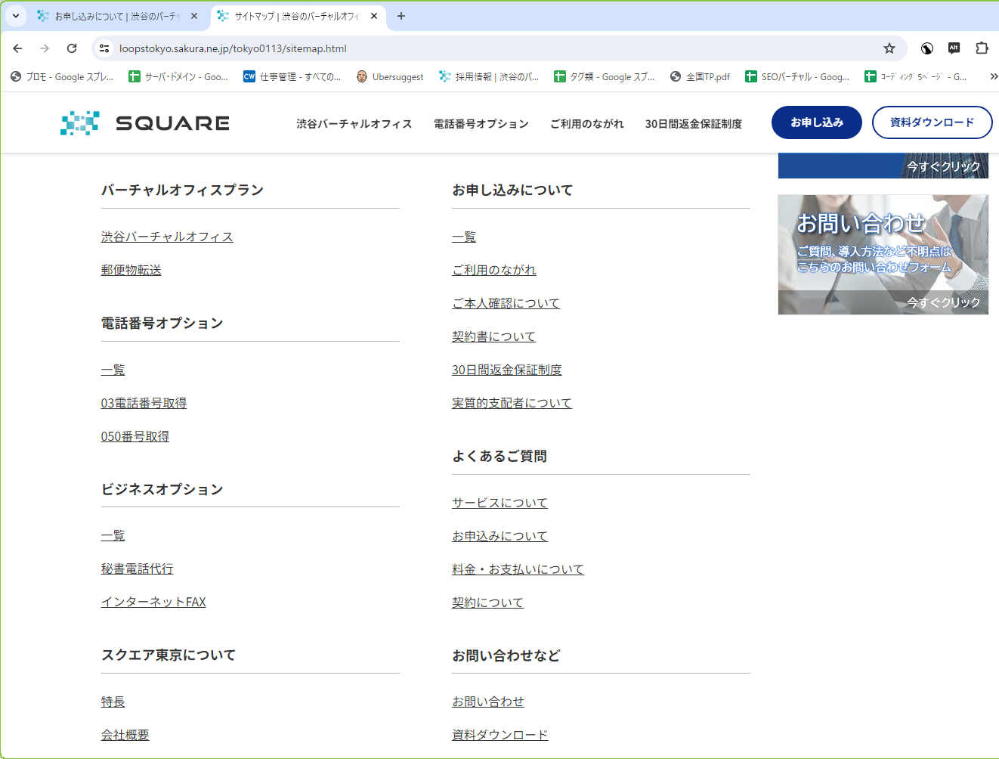 お申し込みについて | 渋谷のバーチャ
サイトマップ | 渋谷のバーチャルオフィ
loopstokyo.sakura.ne.jp/tokyo0113/sitemap.html
プロモ - Google スプレ...
サーバ・ドメイン - Goo...
CW
仕事管理 - すべての...
Ubersuggest
採用情報 | 渋谷のバ...
タグ類 - Google スプ...
全国TP.pdf
SEOバーチャル - Goog...
コーディング 5ページ - G...
Alt
SQUARE
渋谷バーチャルオフィス
電話番号オプション
ご利用のながれ
30日間返金保証制度
お申し込み
資料ダウンロード
バーチャルオフィスプラン
渋谷バーチャルオフィス
郵便物転送
電話番号オプション
一覧
03電話番号取得
050番号取得
ビジネスオプション
一覧
秘書電話代行
インターネットFAX
スクエア東京について
特長
会社概要
お申し込みについて
一覧
ご利用のながれ
ご本人確認について
契約書について
30日間返金保証制度
実質的支配者について
よくあるご質問
サービスについて
お申込みについて
料金・お支払いについて
契約について
お問い合わせなど
お問い合わせ
資料ダウンロード
今すぐクリック
お問い合わせ
ご質問、導入方法など不明点は
こちらのお問い合わせフォーム
今すぐクリック